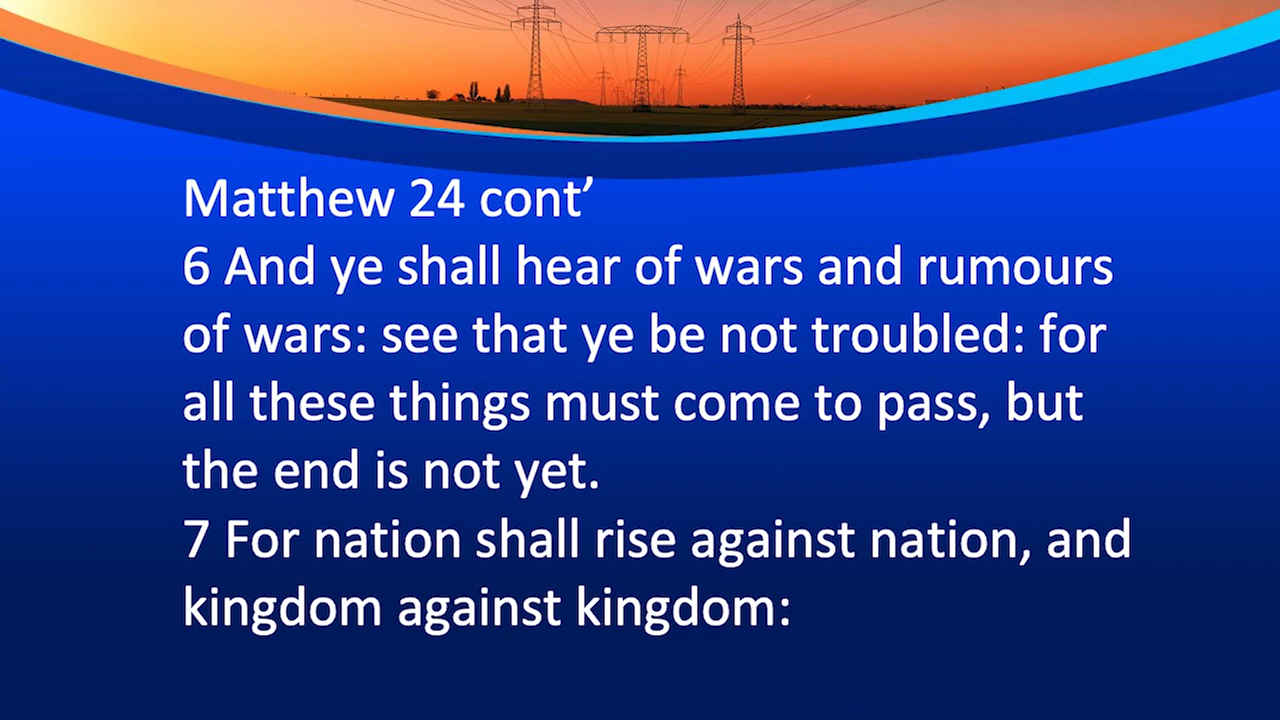 Matthew 24 cont’
6 And ye shall hear of wars and rumours
of wars: see that ye be not troubled: for
all these things must come to pass, but
the end is not yet.
7 For nation shall rise against nation, and
kingdom against kingdom: